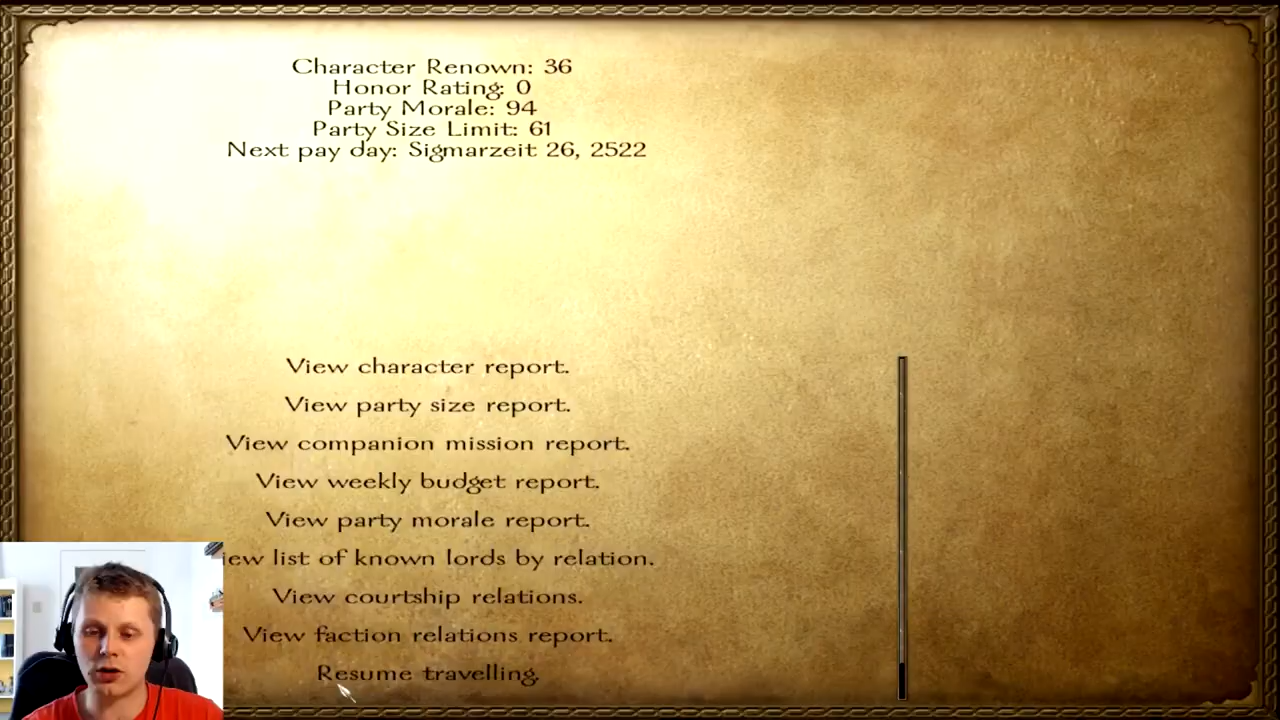 Character Renown: 36
Honor Rating: 0
Party Morale: 94
Party Size Limit: 61
Next pay day: Sigmarzeit 26, 2522
View character report.
View party size report.
View companion mission report.
View weekly budget report.
View party morale report.
iew list of known lords by relation.
View courtship relations.
View faction relations report.
Resume travelling.